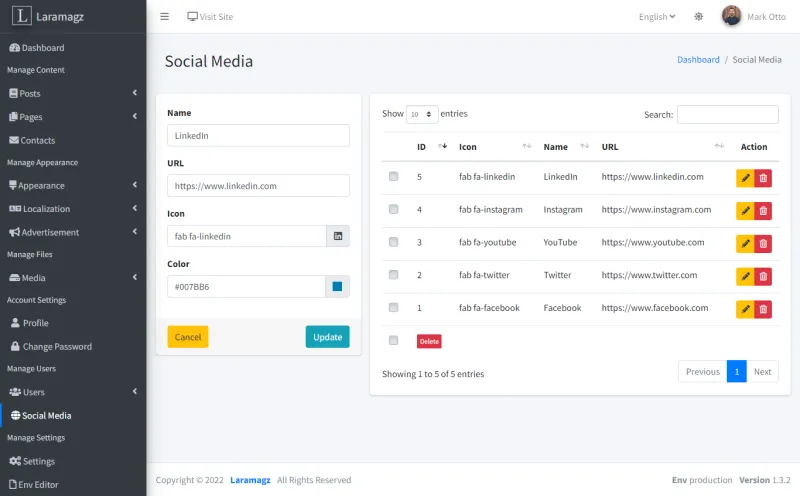 L Laramagz
Visit Site
English
Mark Otto
Dashboard
Manage Content
Posts
Pages
Contacts
Manage Appearance
Appearance
Localization
Advertisement
Manage Files
Media
Account Settings
Profile
Change Password
Manage Users
Users
Social Media
Manage Settings
Settings
Env Editor
Social Media
Dashboard / Social Media
Name
LinkedIn
URL
https://www.linkedin.com
Icon
fab fa-linkedin
Color
#007BB6
Cancel
Update
Show 10 entries
Search:
ID Icon Name URL Action
5 fab fa-linkedin LinkedIn https://www.linkedin.com
4 fab fa-instagram Instagram https://www.instagram.com
3 fab fa-youtube YouTube https://www.youtube.com
2 fab fa-twitter Twitter https://www.twitter.com
1 fab fa-facebook Facebook https://www.facebook.com
Delete
Showing 1 to 5 of 5 entries
Previous 1 Next
Copyright © 2022 Laramagz All Rights Reserved
Env production Version 1.3.2